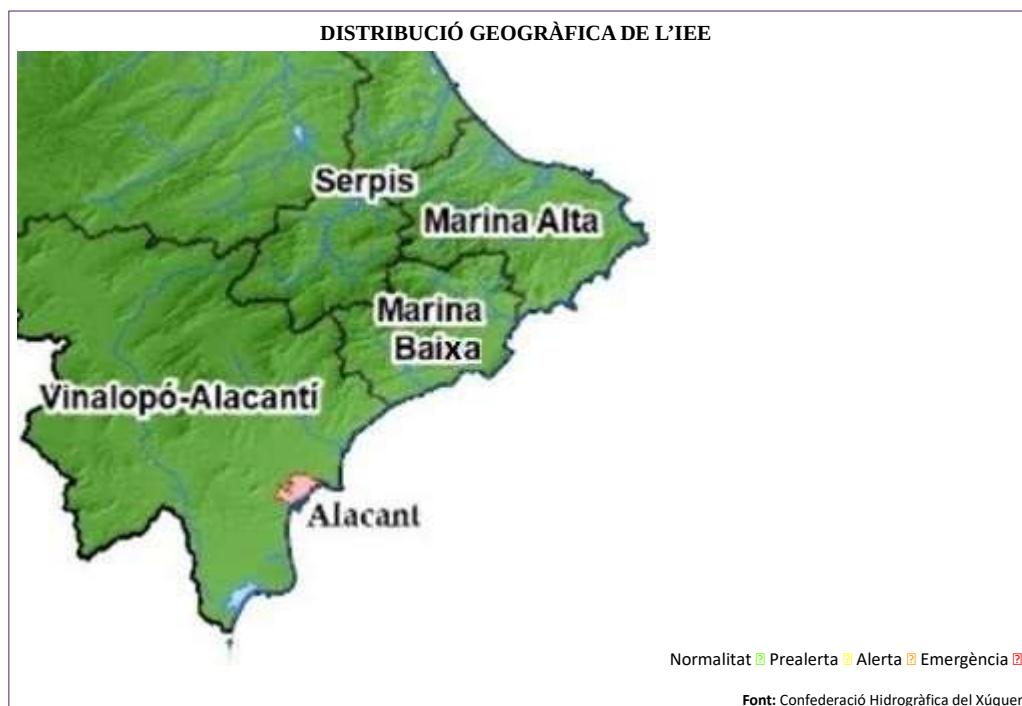 DISTRIBUCIÓ GEOGRÀFICA DE L’IEE
Serpis
Marina Alta
Marina
Baixa
Vinalopó-Alacantí
Alacant
Normalitat Prealerta Alerta Emergència
Font: Confederació Hidrogràfica del Xúquer